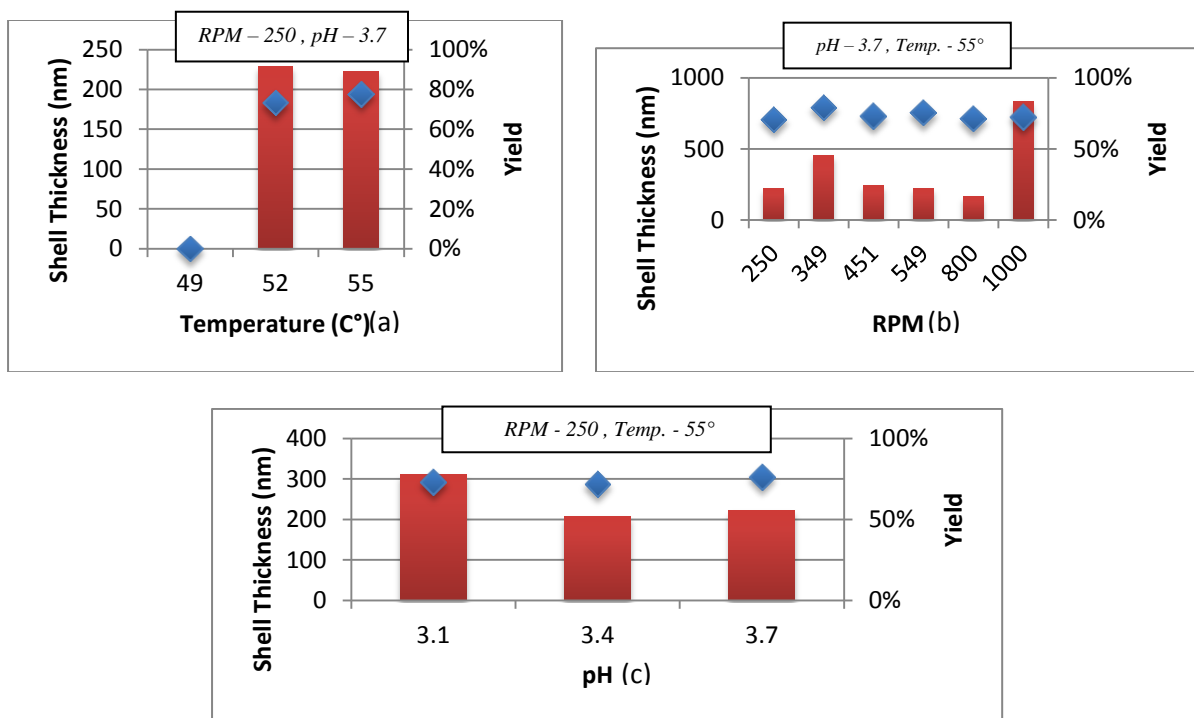 RPM – 250 , pH – 3.7
Shell Thickness (nm)
250
200
150
100
50
0
100%
80%
60%
40%
20%
0%
Yield
49 52 55
Temperature (C°)(a)
pH – 3.7 , Temp. - 55°
Shell Thickness (nm)
1000
500
0
100%
50%
0%
Yield
250 349 451 549 800 1000
RPM (b)
RPM - 250 , Temp. - 55°
Shell Thickness (nm)
400
300
200
100
0
100%
50%
0%
Yield
3.1 3.4 3.7
pH (c)